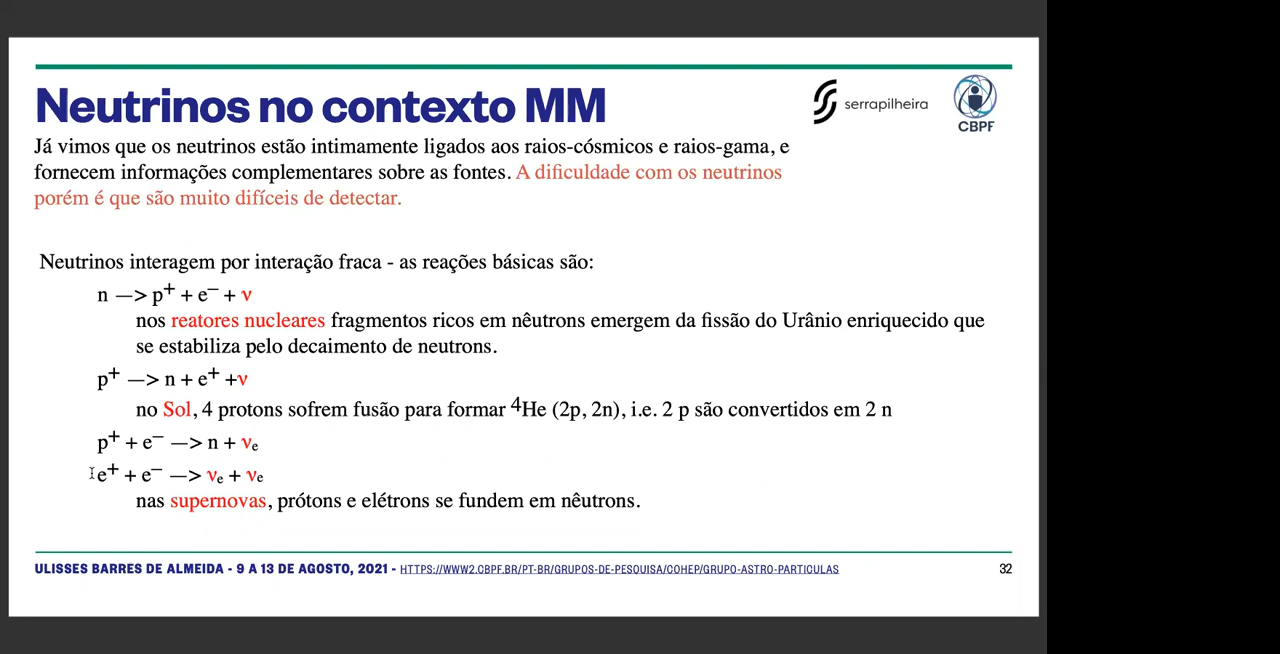 Neutrinos no contexto MM
serrapilheira
CBPF
Já vimos que os neutrinos estão intimamente ligados aos raios-cósmicos e raios-gama, e
fornecem informações complementares sobre as fontes. A dificuldade com os neutrinos
porém é que são muito difíceis de detectar.
Neutrinos interagem por interação fraca - as reações básicas são:
n —> p⁺ + e⁻ + ν
nos reatores nucleares fragmentos ricos em nêutrons emergem da fissão do Urânio enriquecido que
se estabiliza pelo decaimento de neutrons.
p⁺ —> n + e⁺ +ν
no Sol, 4 protons sofrem fusão para formar ⁴He (2p, 2n), i.e. 2 p são convertidos em 2 n
p⁺ + e⁻ —> n + νₑ
e⁺ + e⁻ —> νₑ + νₑ
nas supernovas, prótons e elétrons se fundem em nêutrons.
ULISSES BARRES DE ALMEIDA - 9 A 13 DE AGOSTO, 2021 - HTTPS://WWW2.CBPF.BR/PT-BR/GRUPOS-DE-PESQUISA/COHEP/GRUPO-ASTRO-PARTICULAS
32